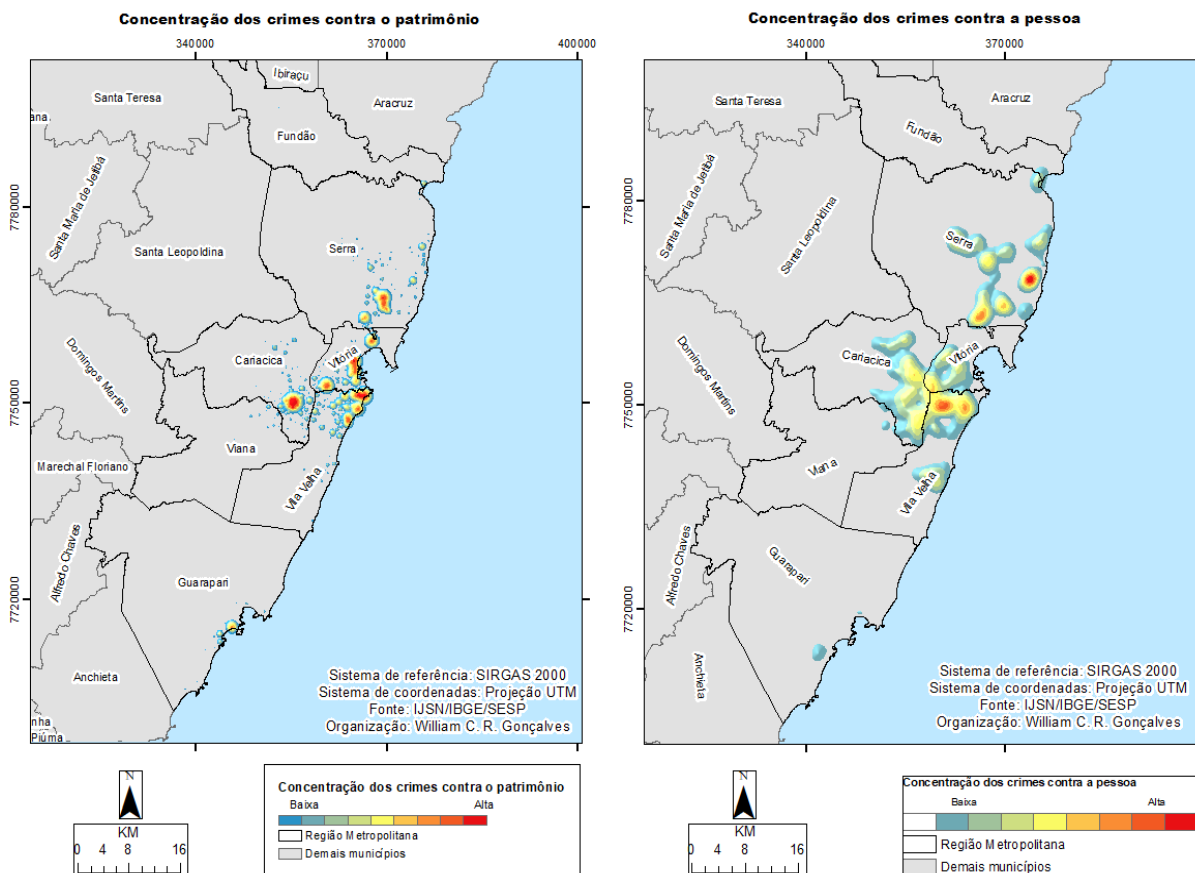 Concentração dos crimes contra o patrimônio
340000
370000
400000
Ibiraçu
Santa Teresa
Aracruz
ana
Fundão
Santa Maria de Jetibá
7780000
Serra
Santa Leopoldina
Domingos Martins
Cariacica
Vitória
7750000
Viana
Marechal Floriano
Vila Velha
Alfredo Chaves
Guarapari
7720000
Anchieta
nha
Piúma
Sistema de referência: SIRGAS 2000
Sistema de coordenadas: Projeção UTM
Fonte: IJSN/IBGE/SESP
Organização: William C. R. Gonçalves
N
KM
0 4 8 16
Concentração dos crimes contra o patrimônio
Baixa Alta
Região Metropolitana
Demais municípios
Concentração dos crimes contra a pessoa
340000
370000
Santa Teresa
Aracruz
Fundão
Santa Maria de Jetibá
7780000
Santa Leopoldina
Serra
Domingos Martins
Cariacica
Vitória
7750000
Viana
Vila Velha
Alfredo Chaves
Guarapari
7720000
Anchieta
Sistema de referência: SIRGAS 2000
Sistema de coordenadas: Projeção UTM
Fonte: IJSN/IBGE/SESP
Organização: William C. R. Gonçalves
N
KM
0 4 8 16
Concentração dos crimes contra a pessoa
Baixa Alta
Região Metropolitana
Demais municípios